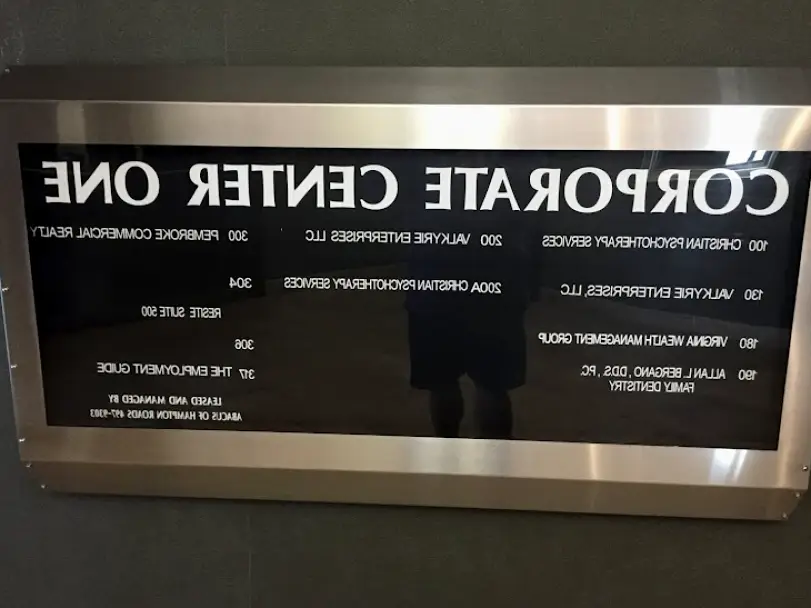 CORPORATE CENTER ONE
100 CHRISTIAN PSYCHOTHERAPY SERVICES
130 VALKYRIE ENTERPRISES, LLC
180 VIRGINIA WEALTH MANAGEMENT GROUP
190 ALLAN L. BERGANO, D.D.S., P.C.
FAMILY DENTISTRY
200 VALKYRIE ENTERPRISES LLC
200A CHRISTIAN PSYCHOTHERAPY SERVICES
300 PEMBROKE COMMERCIAL REALTY
304
RESITE SUITE 500
306
317 THE EMPLOYMENT GUIDE
LEASED AND MANAGED BY
ABACUS OF HAMPTON ROADS 497-9303